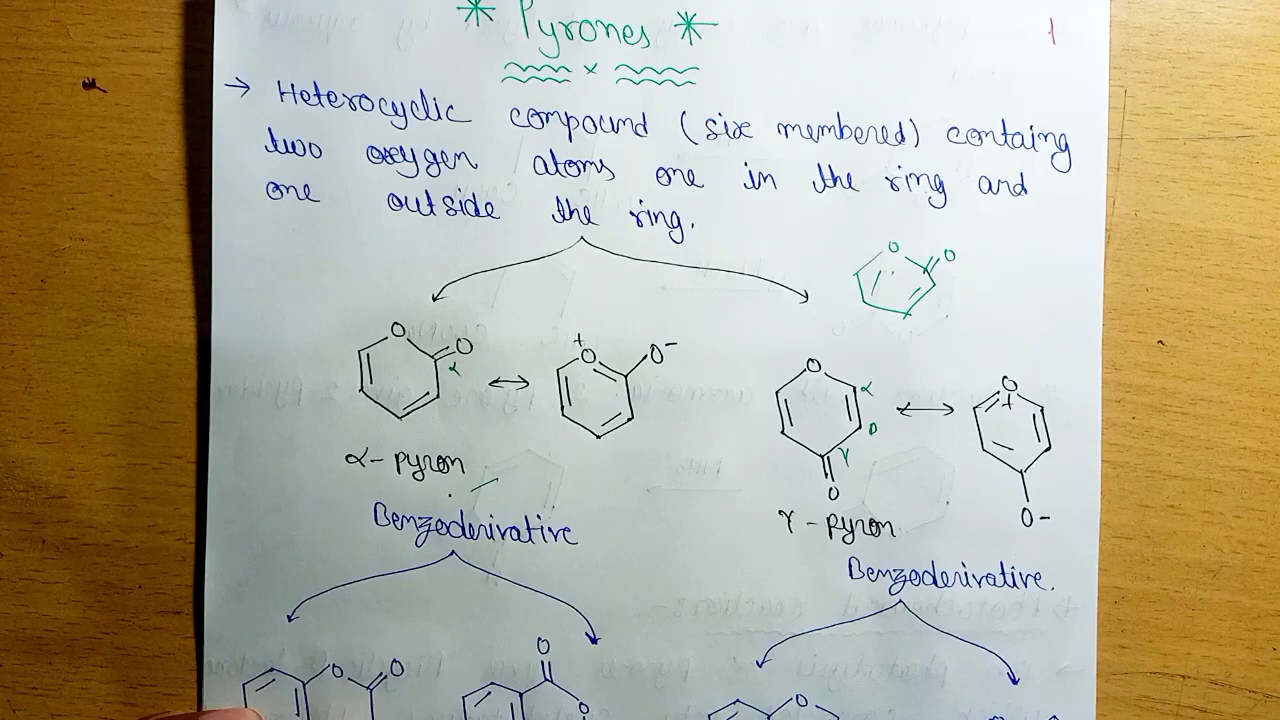 * Pyrones *
1
→ Heterocyclic compound (six membered) containg
two oxygen atoms one in the ring and
one outside the ring.
O O
O O α ↔ O+ O⁻
O α β γ O ↔ O+ O-
α- pyron
γ - pyron
Benzoderivative
Benzoderivative.
O O
O O
O